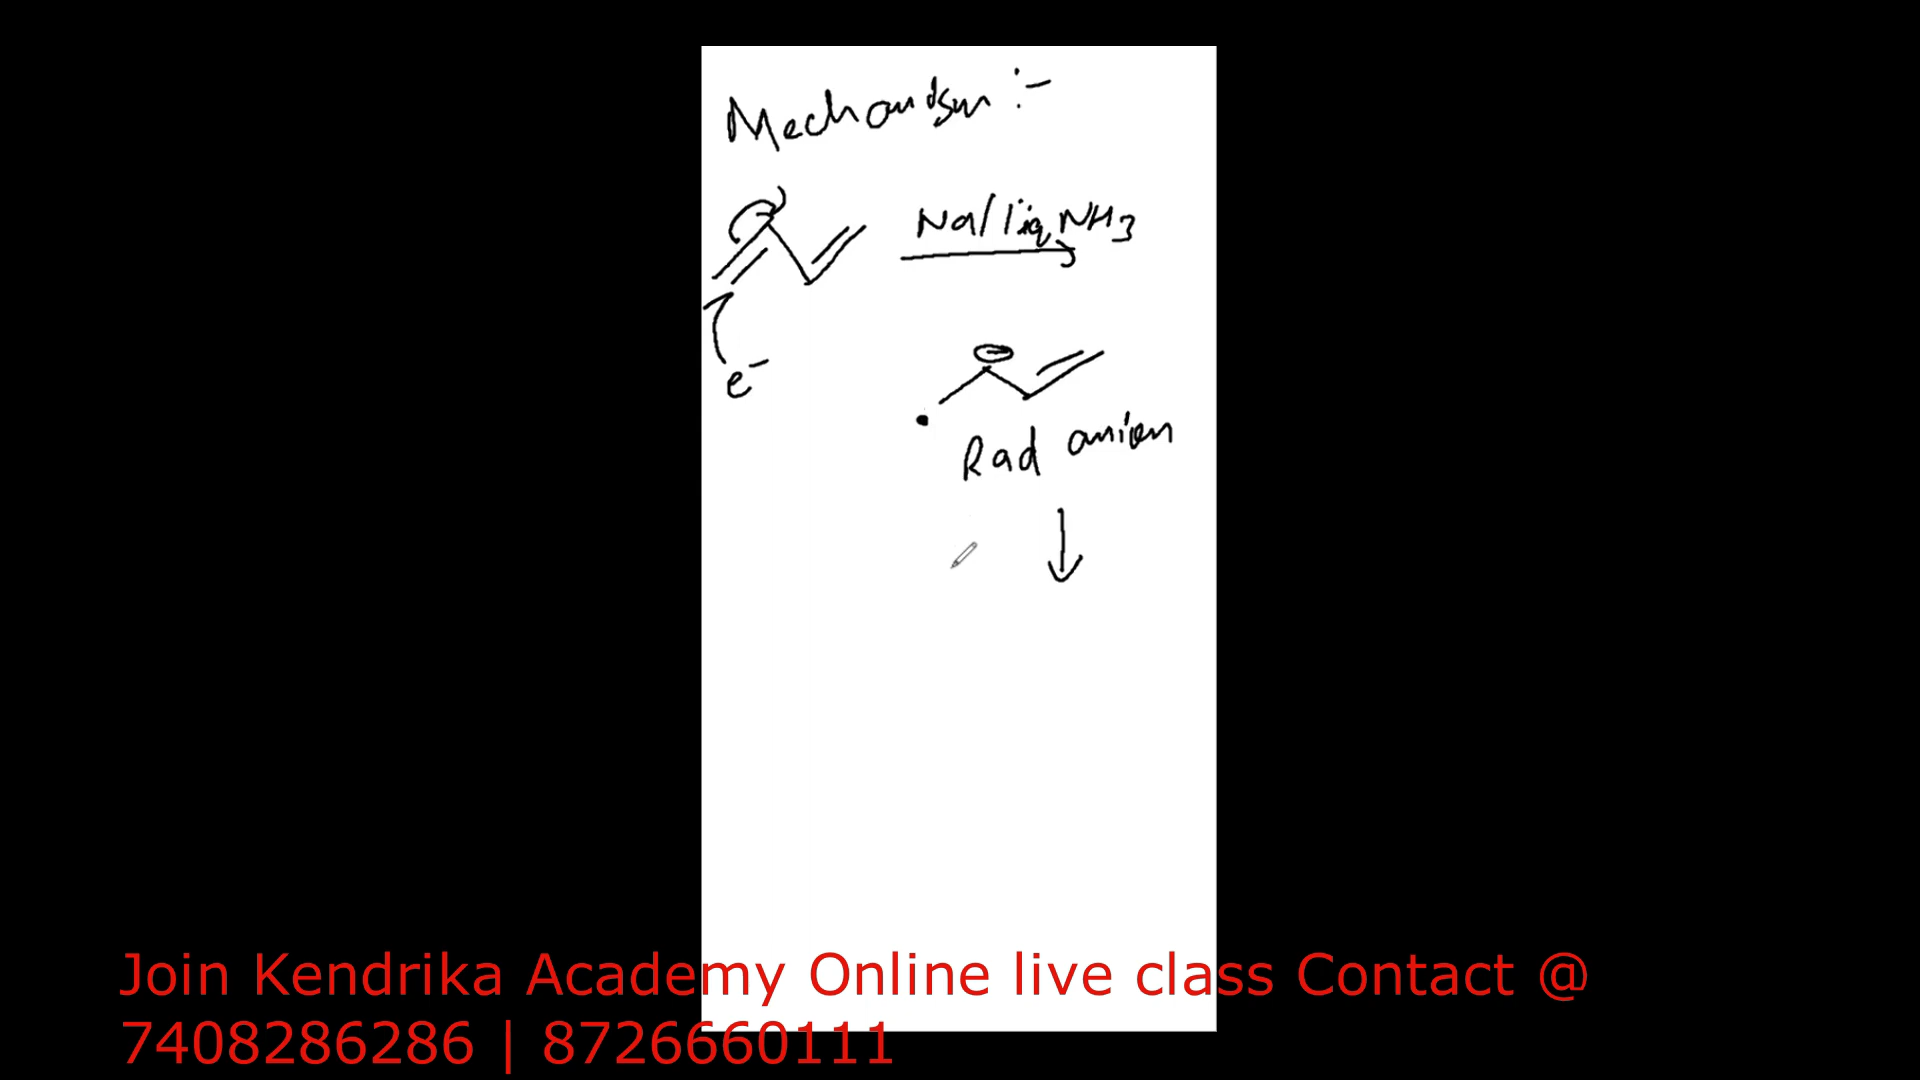 Mechanism :-
Na/liq NH3
e-
Rad anion
Join Kendrika Academy Online live class Contact @
7408286286 | 8726660111